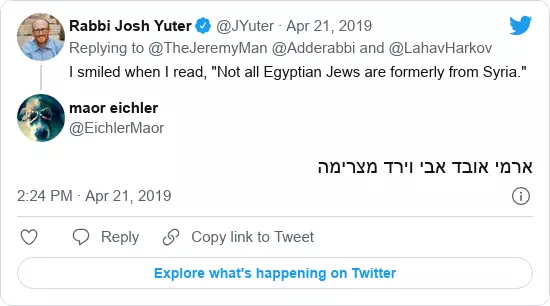 Rabbi Josh Yuter @JYuter · Apr 21, 2019
Replying to @TheJeremyMan @Adderabbi and @LahavHarkov
I smiled when I read, "Not all Egyptian Jews are formerly from Syria."
maor eichler
@EichlerMaor
ארמי אובד אבי וירד מצרימה
2:24 PM · Apr 21, 2019
Reply Copy link to Tweet
Explore what's happening on Twitter